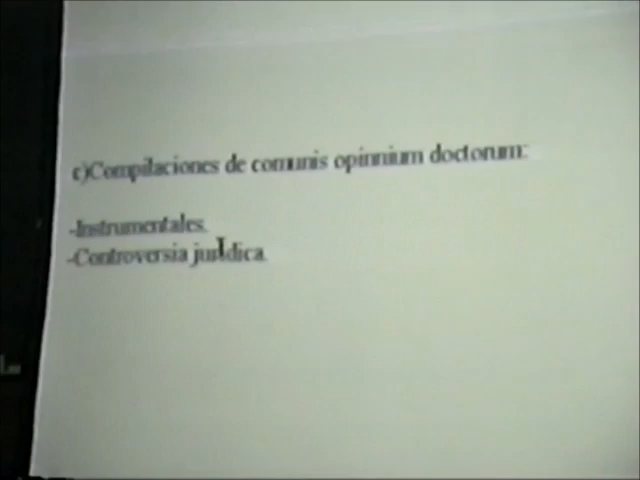 c)Compilaciones de comunis opinnium doctorum:
-Instrumentales.
-Controversia jurídica.